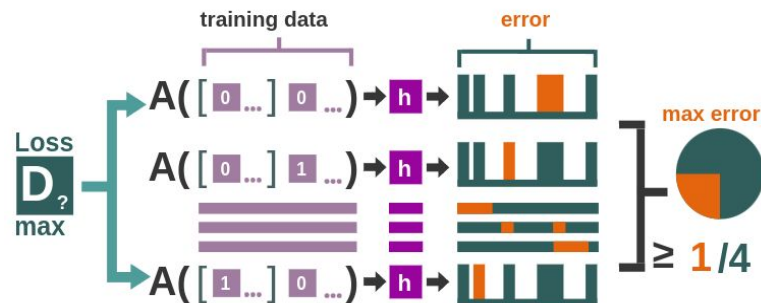 training data
error
A([ 0 ... ] 0 ...) h
max error
Loss
D?
max
A([ 0 ... ] 1 ...) h
≥ 1/4
A([ 1 ... ] 0 ...) h